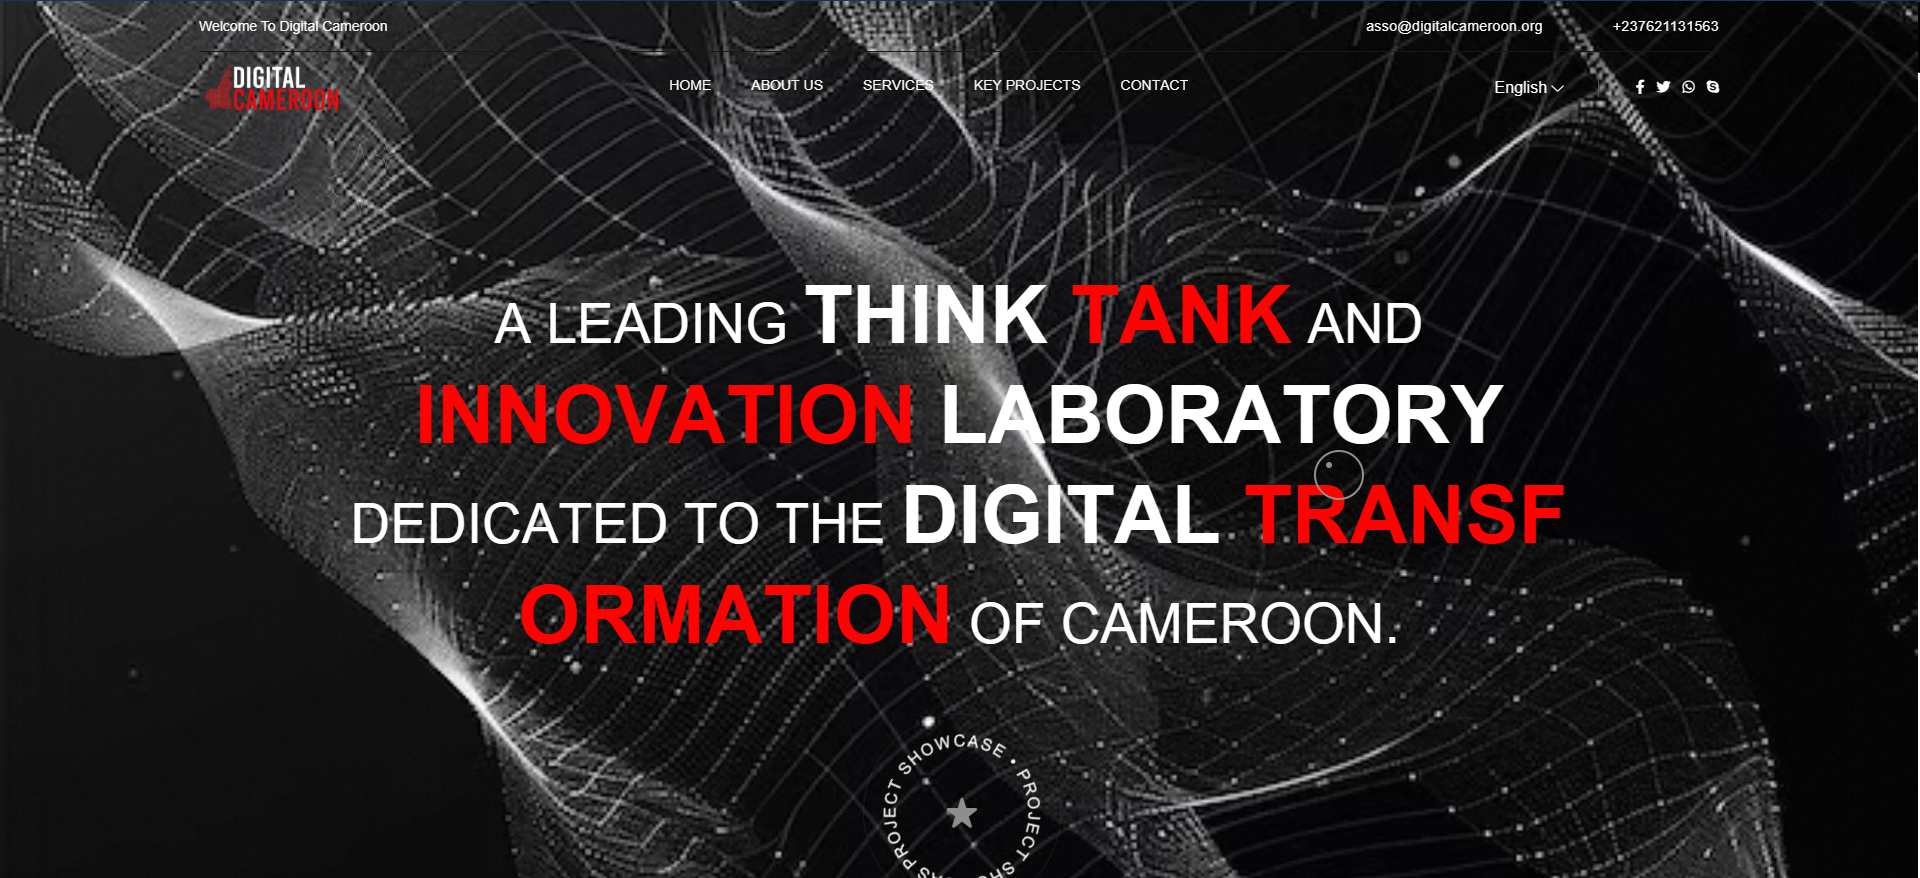 Welcome To Digital Cameroon
asso@digitalcameroon.org
+237621131563
DIGITAL
CAMEROON
HOME
ABOUT US
SERVICES
KEY PROJECTS
CONTACT
English
A LEADING THINK TANK AND
INNOVATION LABORATORY
DEDICATED TO THE DIGITAL TRANSF
ORMATION OF CAMEROON.
PROJECT SHOWCASE • PROJECT